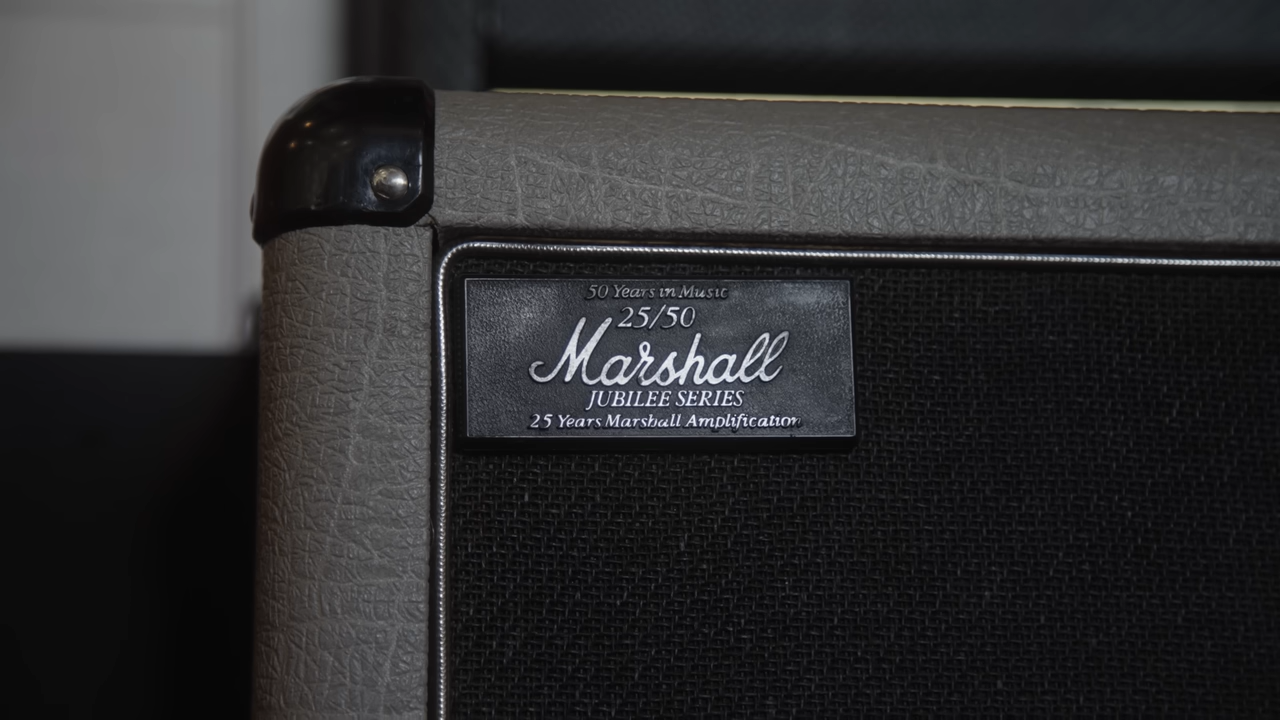 50 Years in Music
25/50
Marshall
JUBILEE SERIES
25 Years Marshall Amplification